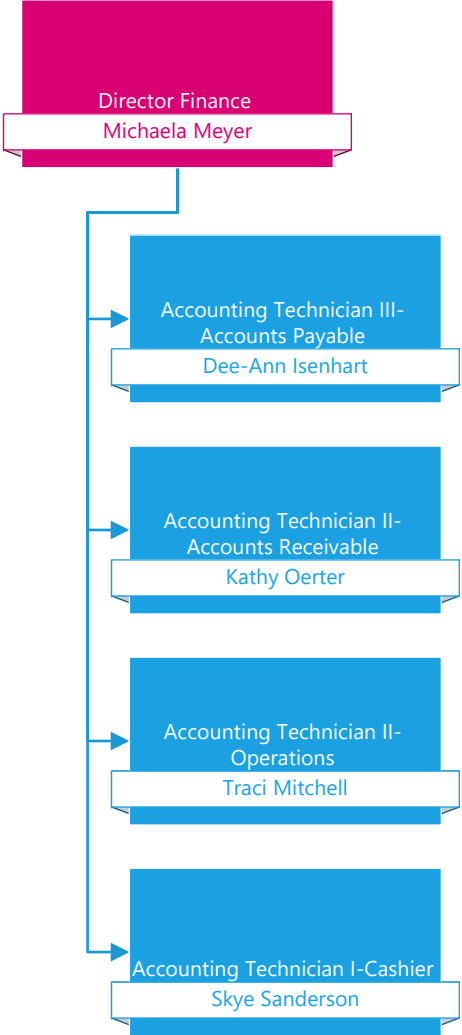 Director Finance
Michaela Meyer
Accounting Technician III-
Accounts Payable
Dee-Ann Isenhart
Accounting Technician II-
Accounts Receivable
Kathy Oerter
Accounting Technician II-
Operations
Traci Mitchell
Accounting Technician I-Cashier
Skye Sanderson